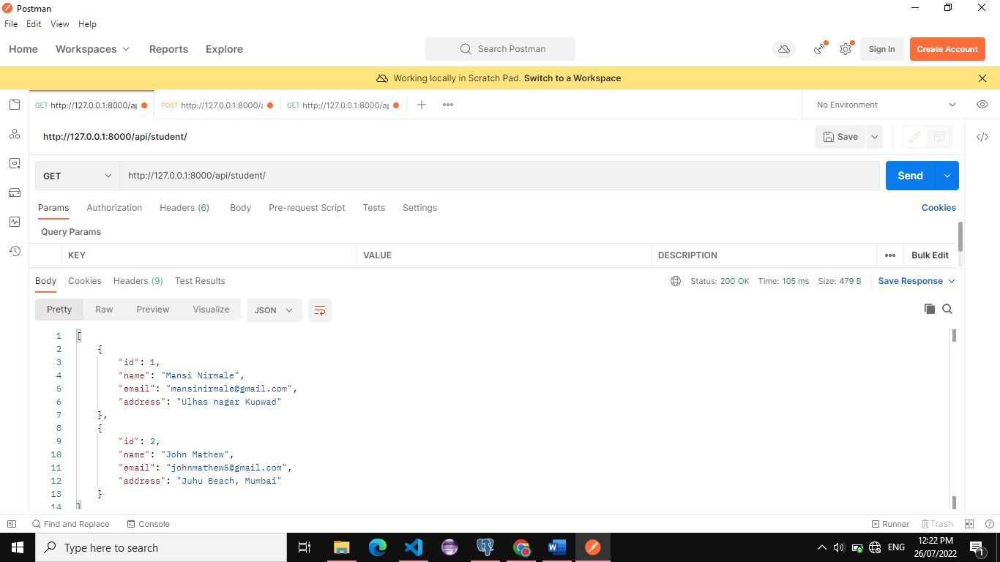 Postman
File Edit View Help
Home Workspaces Reports Explore Search Postman Sign In Create Account
Working locally in Scratch Pad. Switch to a Workspace
GET http://127.0.0.1:8000/ap POST http://127.0.0.1:8000/a GET http://127.0.0.1:8000/ap No Environment
http://127.0.0.1:8000/api/student/ Save
GET http://127.0.0.1:8000/api/student/ Send
Params Authorization Headers (6) Body Pre-request Script Tests Settings Cookies
Query Params
KEY VALUE DESCRIPTION Bulk Edit
Body Cookies Headers (9) Test Results Status: 200 OK Time: 105 ms Size: 479 B Save Response
Pretty Raw Preview Visualize JSON
1 [
2 {
3 "id": 1,
4 "name": "Mansi Nirmale",
5 "email": "mansinirmale@gmail.com",
6 "address": "Ulhas nagar Kupwad"
7 },
8 {
9 "id": 2,
10 "name": "John Mathew",
11 "email": "johnmathew5@gmail.com",
12 "address": "Juhu Beach, Mumbai"
13 }
14 ]
Find and Replace Console Runner Trash
Type here to search ENG 12:22 PM
26/07/2022 1